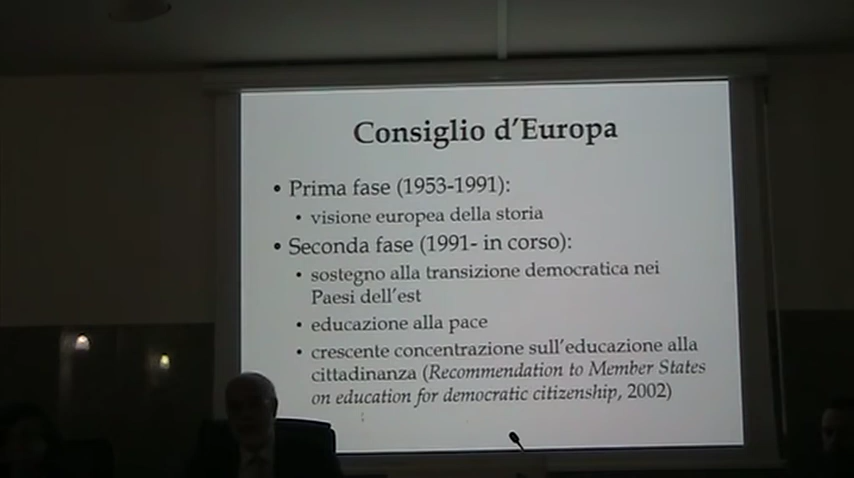 Consiglio d'Europa
• Prima fase (1953-1991):
• visione europea della storia
• Seconda fase (1991- in corso):
• sostegno alla transizione democratica nei
Paesi dell'est
• educazione alla pace
• crescente concentrazione sull'educazione alla
cittadinanza (Recommendation to Member States
on education for democratic citizenship, 2002)